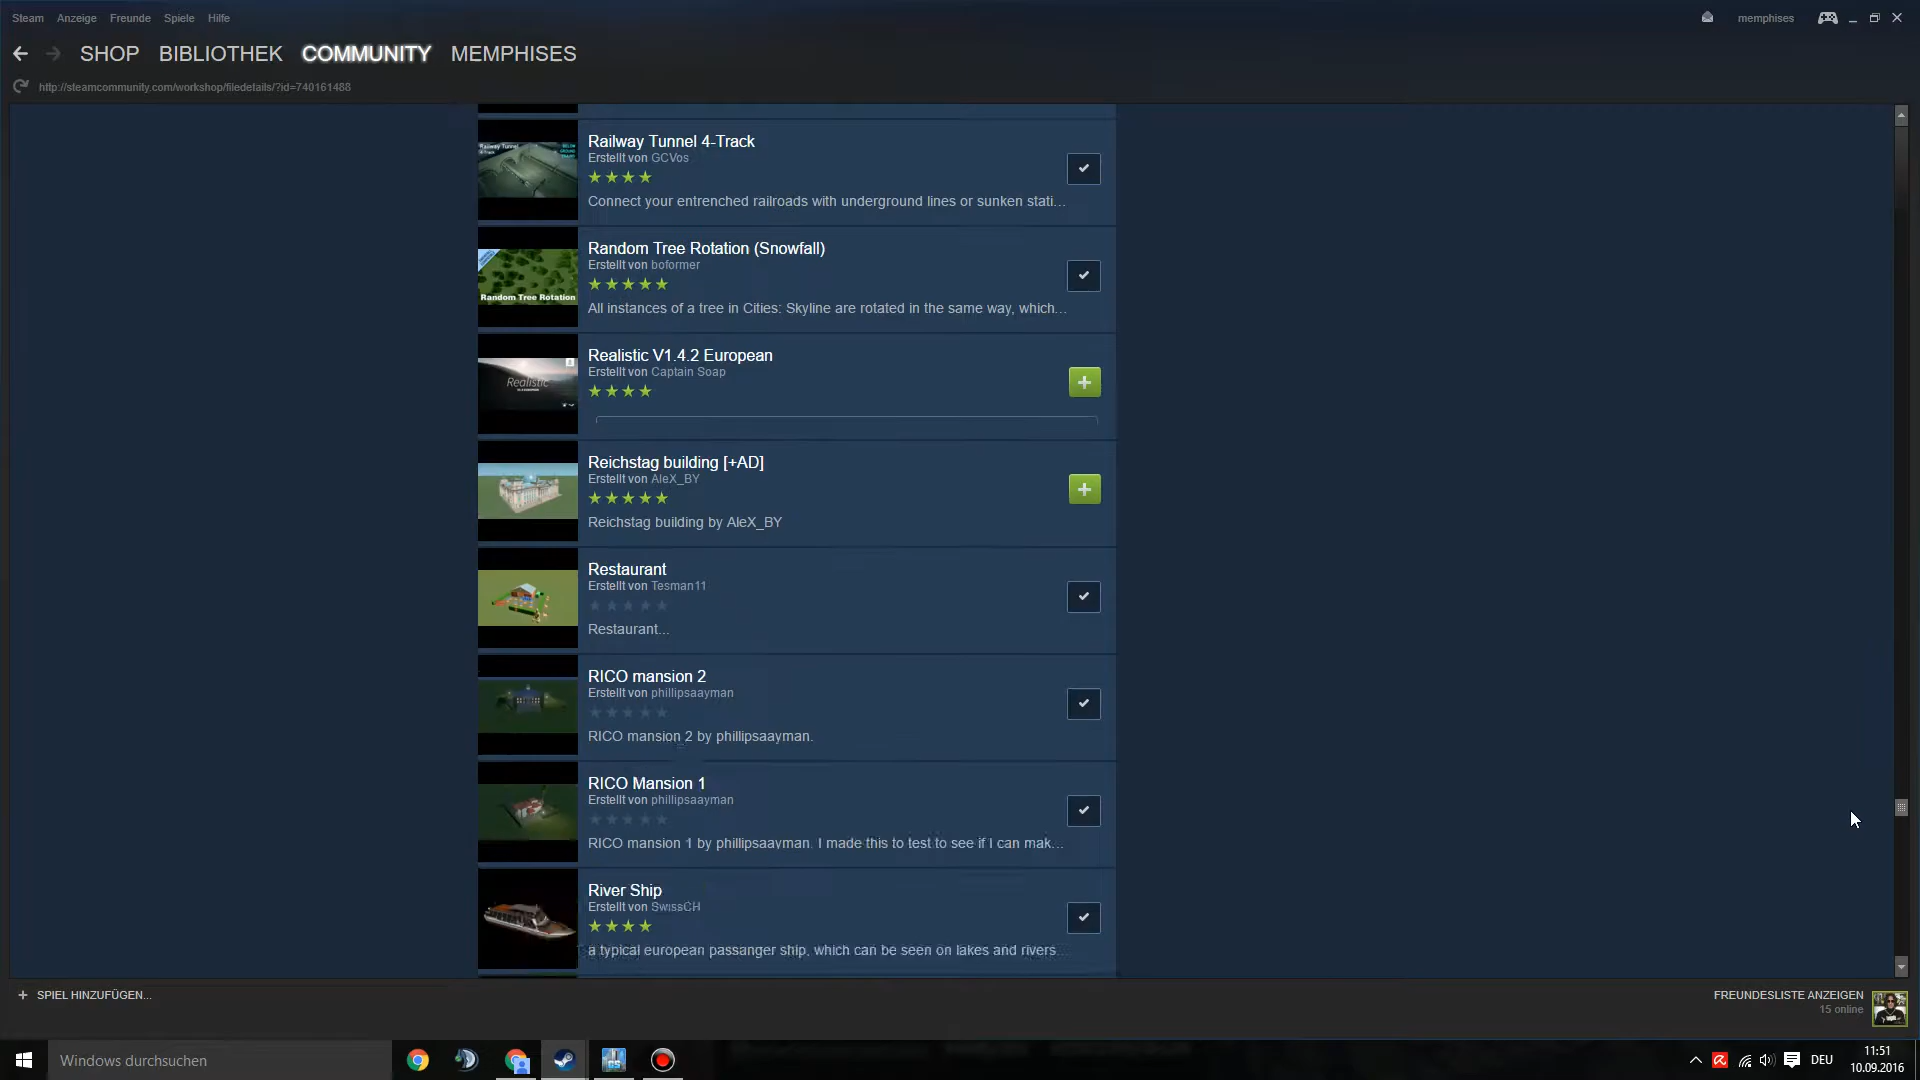 Steam Anzeige Freunde Spiele Hilfe
memphises
SHOP BIBLIOTHEK COMMUNITY MEMPHISES
http://steamcommunity.com/workshop/filedetails/?id=740161488
Railway Tunnel 4-Track
Erstellt von GCVos
Connect your entrenched railroads with underground lines or sunken stati...
Random Tree Rotation (Snowfall)
Erstellt von boformer
Random Tree Rotation
All instances of a tree in Cities: Skyline are rotated in the same way, which...
Realistic V1.4.2 European
Erstellt von Captain Soap
Realistic
Reichstag building [+AD]
Erstellt von AleX_BY
Reichstag building by AleX_BY
Restaurant
Erstellt von Tesman11
Restaurant...
RICO mansion 2
Erstellt von phillipsaayman
RICO mansion 2 by phillipsaayman.
RICO Mansion 1
Erstellt von phillipsaayman
RICO mansion 1 by phillipsaayman. I made this to test to see if I can mak...
River Ship
Erstellt von SwissCH
a typical european passanger ship, which can be seen on lakes and rivers...
+ SPIEL HINZUFÜGEN...
FREUNDESLISTE ANZEIGEN
15 online
Windows durchsuchen
DEU
11:51
10.09.2016